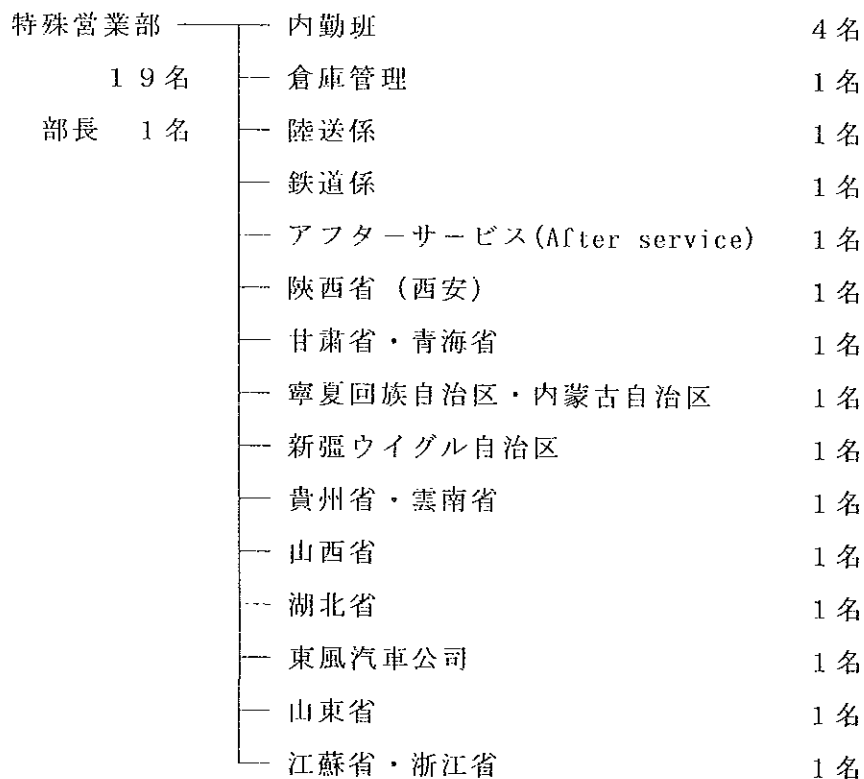 特殊営業部 内勤班 4名
19名 倉庫管理 1名
部長 1名 陸送係 1名
鉄道係 1名
アフターサービス(After service) 1名
陝西省 (西安) 1名
甘肅省・青海省 1名
寧夏回族自治区・内蒙古自治区 1名
新疆ウイグル自治区 1名
貴州省・雲南省 1名
山西省 1名
湖北省 1名
東風汽車公司 1名
山東省 1名
江蘇省・浙江省 1名